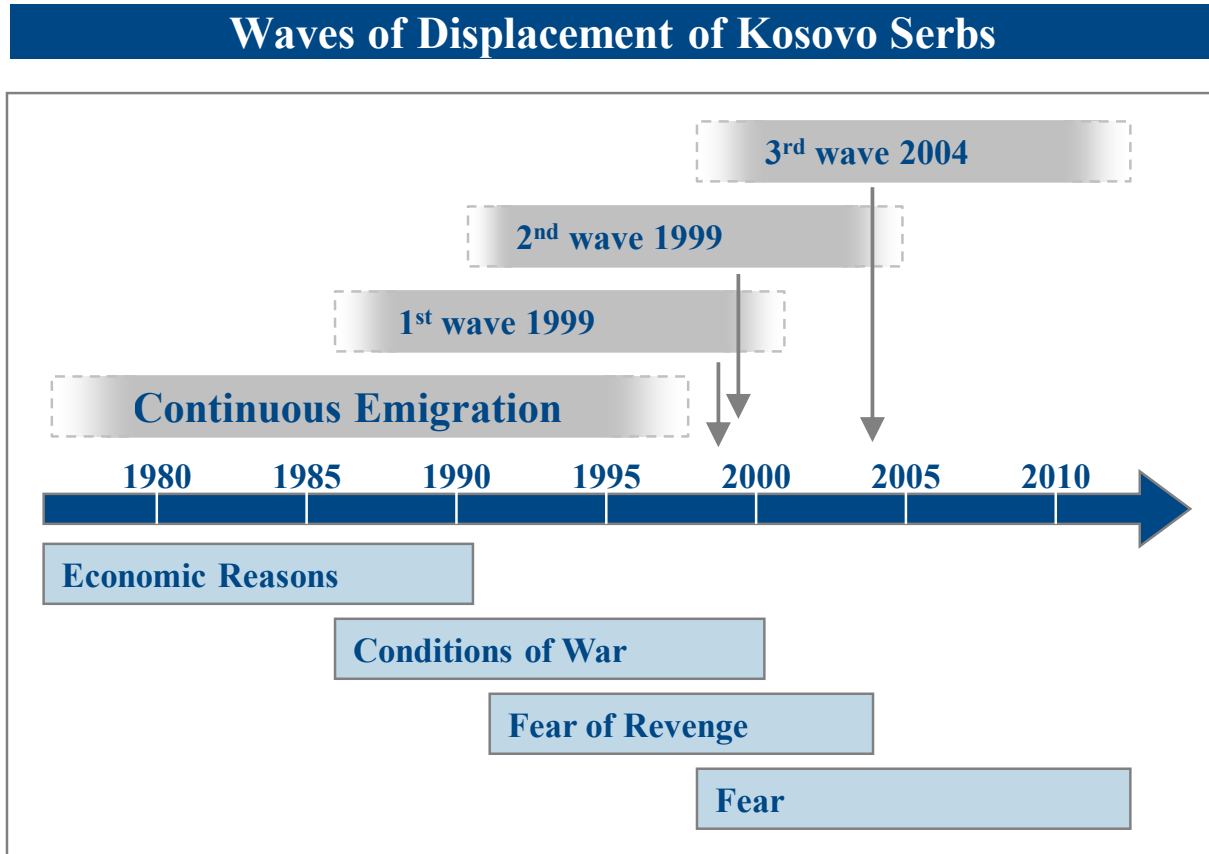 Waves of Displacement of Kosovo Serbs
3rd wave 2004
2nd wave 1999
1st wave 1999
Continuous Emigration
1980 1985 1990 1995 2000 2005 2010
Economic Reasons
Conditions of War
Fear of Revenge
Fear